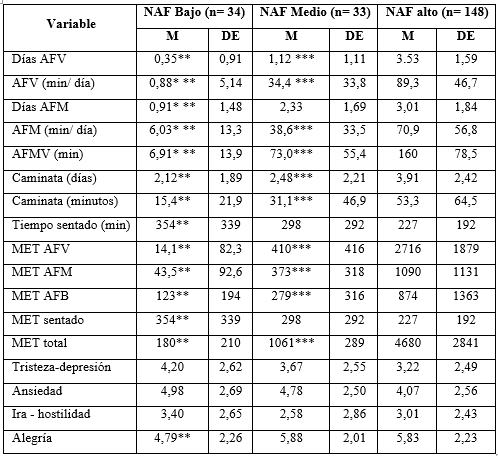 Variable NAF Bajo (n= 34) NAF Medio (n= 33) NAF alto (n= 148)
M DE M DE M DE
Días AFV 0,35** 0,91 1,12 *** 1,11 3.53 1,59
AFV (min/ día) 0,88* ** 5,14 34,4 *** 33,8 89,3 46,7
Días AFM 0,91* ** 1,48 2,33 1,69 3,01 1,84
AFM (min/ día) 6,03* ** 13,3 38,6*** 33,5 70,9 56,8
AFMV (min) 6,91* ** 13,9 73,0*** 55,4 160 78,5
Caminata (días) 2,12** 1,89 2,48*** 2,21 3,91 2,42
Caminata (minutos) 15,4** 21,9 31,1*** 46,9 53,3 64,5
Tiempo sentado (min) 354** 339 298 292 227 192
MET AFV 14,1** 82,3 410*** 416 2716 1879
MET AFM 43,5** 92,6 373*** 318 1090 1131
MET AFB 123** 194 279*** 316 874 1363
MET sentado 354** 339 298 292 227 192
MET total 180** 210 1061*** 289 4680 2841
Tristeza-depresión 4,20 2,62 3,67 2,55 3,22 2,49
Ansiedad 4,98 2,69 4,78 2,50 4,07 2,56
Ira - hostilidad 3,40 2,65 2,58 2,86 3,01 2,43
Alegría 4,79** 2,26 5,88 2,01 5,83 2,23